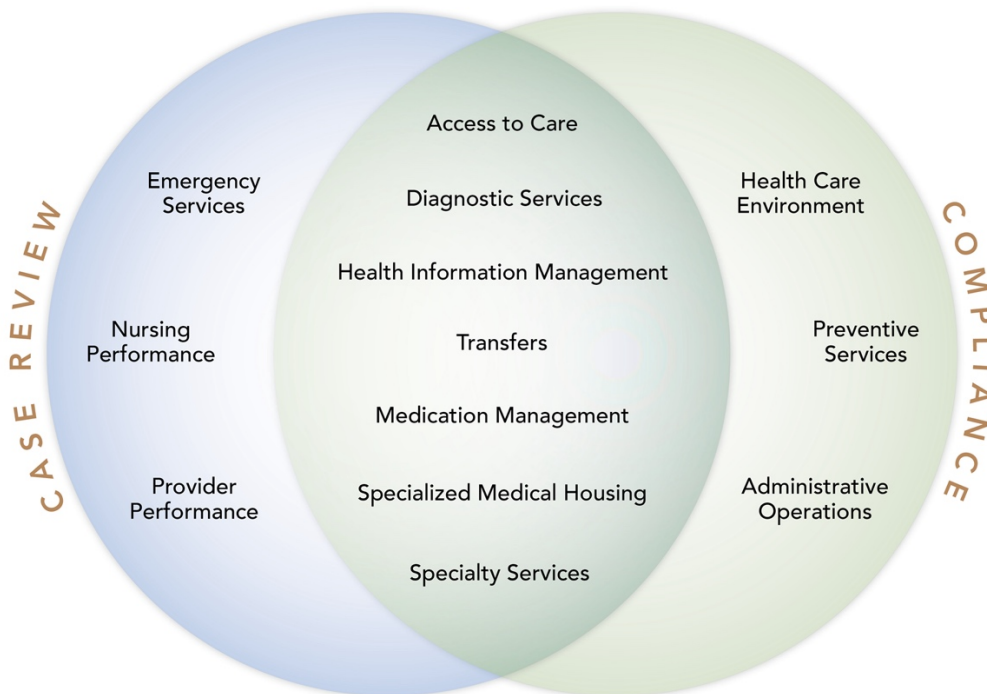 CASE REVIEW
Emergency
Services
Nursing
Performance
Provider
Performance
Access to Care
Diagnostic Services
Health Information Management
Transfers
Medication Management
Specialized Medical Housing
Specialty Services
Health Care
Environment
Preventive
Services
Administrative
Operations
COMPLIANCE